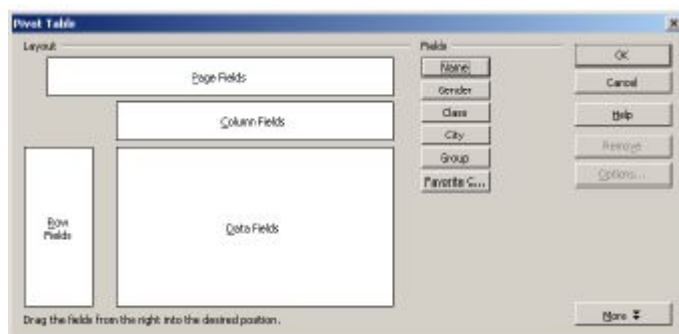 Pivot Table
Layout
Page Fields
Column Fields
Row
Fields
Data Fields
Fields
Name
Gender
Class
City
Group
Favorite C...
OK
Cancel
Help
Remove
Options...
More
Drag the fields from the right into the desired position.